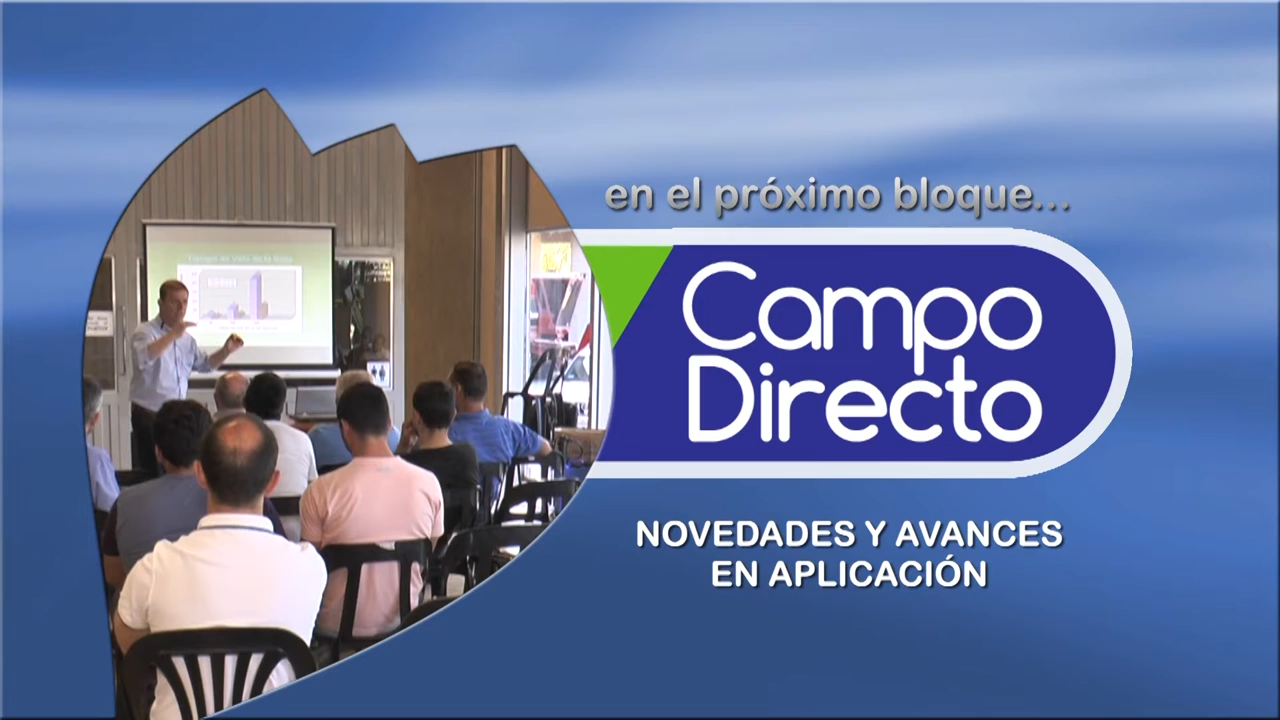 en el próximo bloque...
Campo
Directo
NOVEDADES Y AVANCES
EN APLICACIÓN